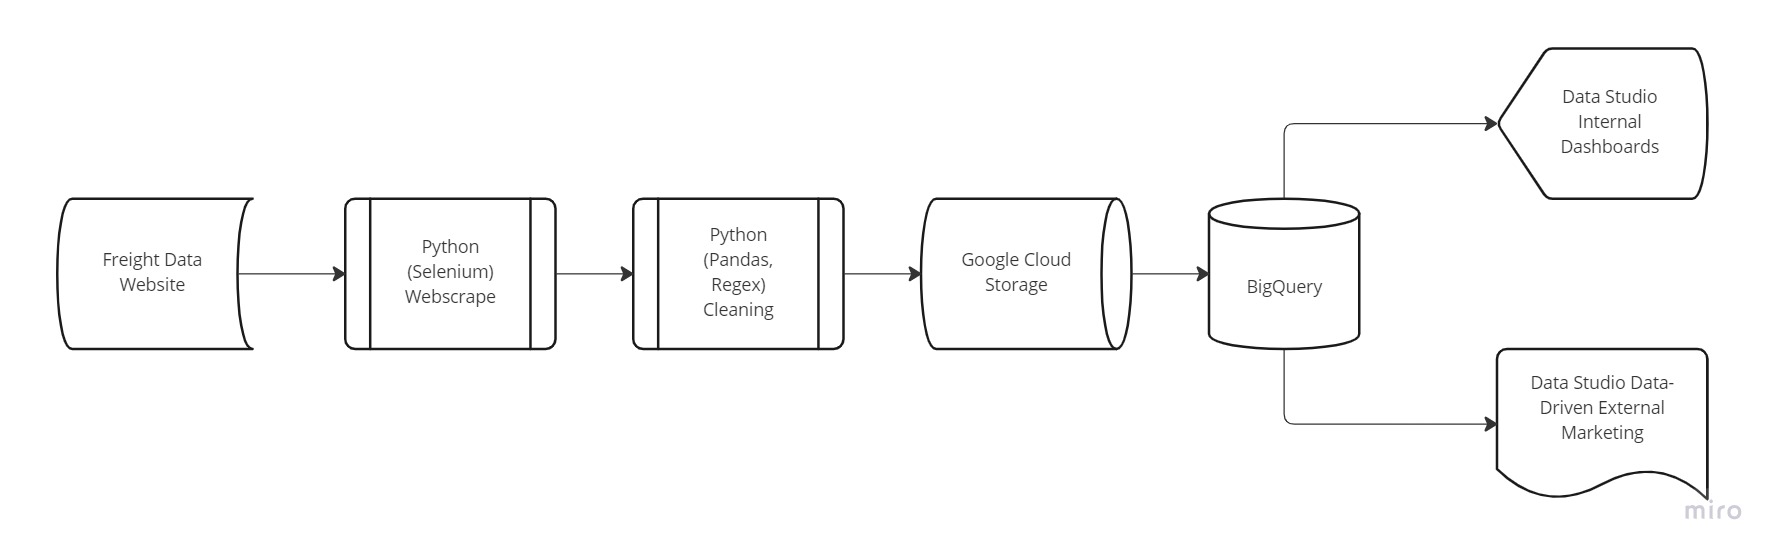 Freight Data
Website
Python
(Selenium)
Webscrape
Python
(Pandas,
Regex)
Cleaning
Google Cloud
Storage
BigQuery
Data Studio
Internal
Dashboards
Data Studio Data-
Driven External
Marketing
miro